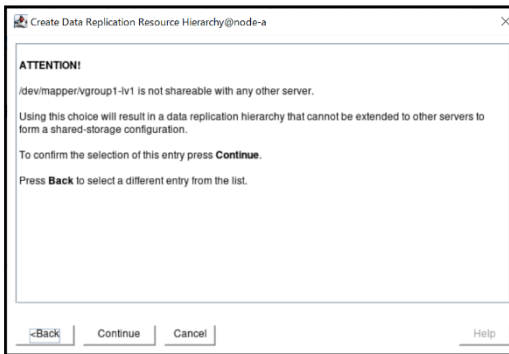 Create Data Replication Resource Hierarchy@node-a
ATTENTION!
/dev/mapper/vgroup1-lv1 is not shareable with any other server.
Using this choice will result in a data replication hierarchy that cannot be extended to other servers to
form a shared-storage configuration.
To confirm the selection of this entry press Continue.
Press Back to select a different entry from the list.
<Back Continue Cancel Help